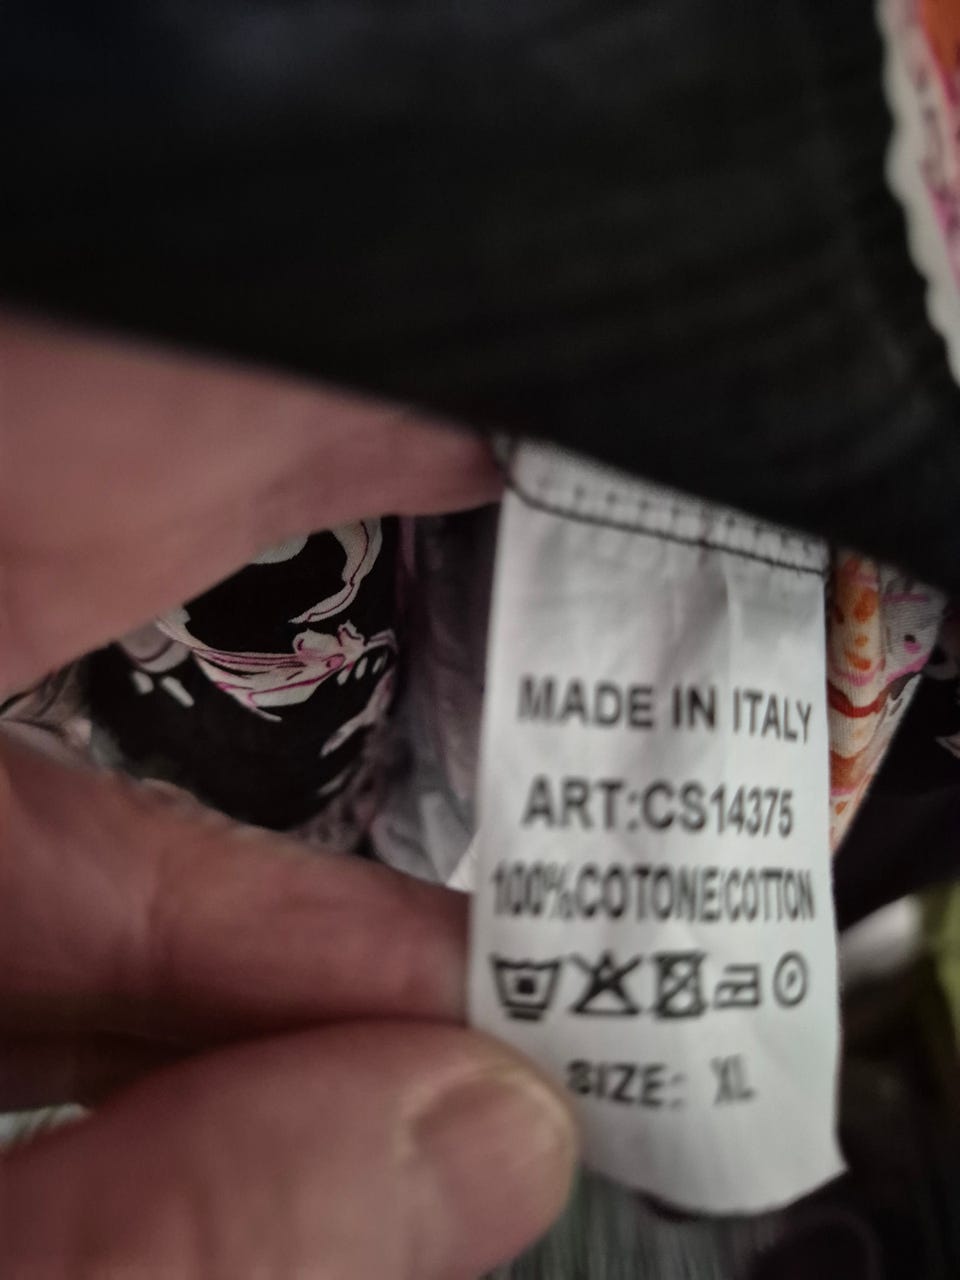 MADE IN ITALY
ART:CS14375
100%COTONE/COTTON
SIZE: XL